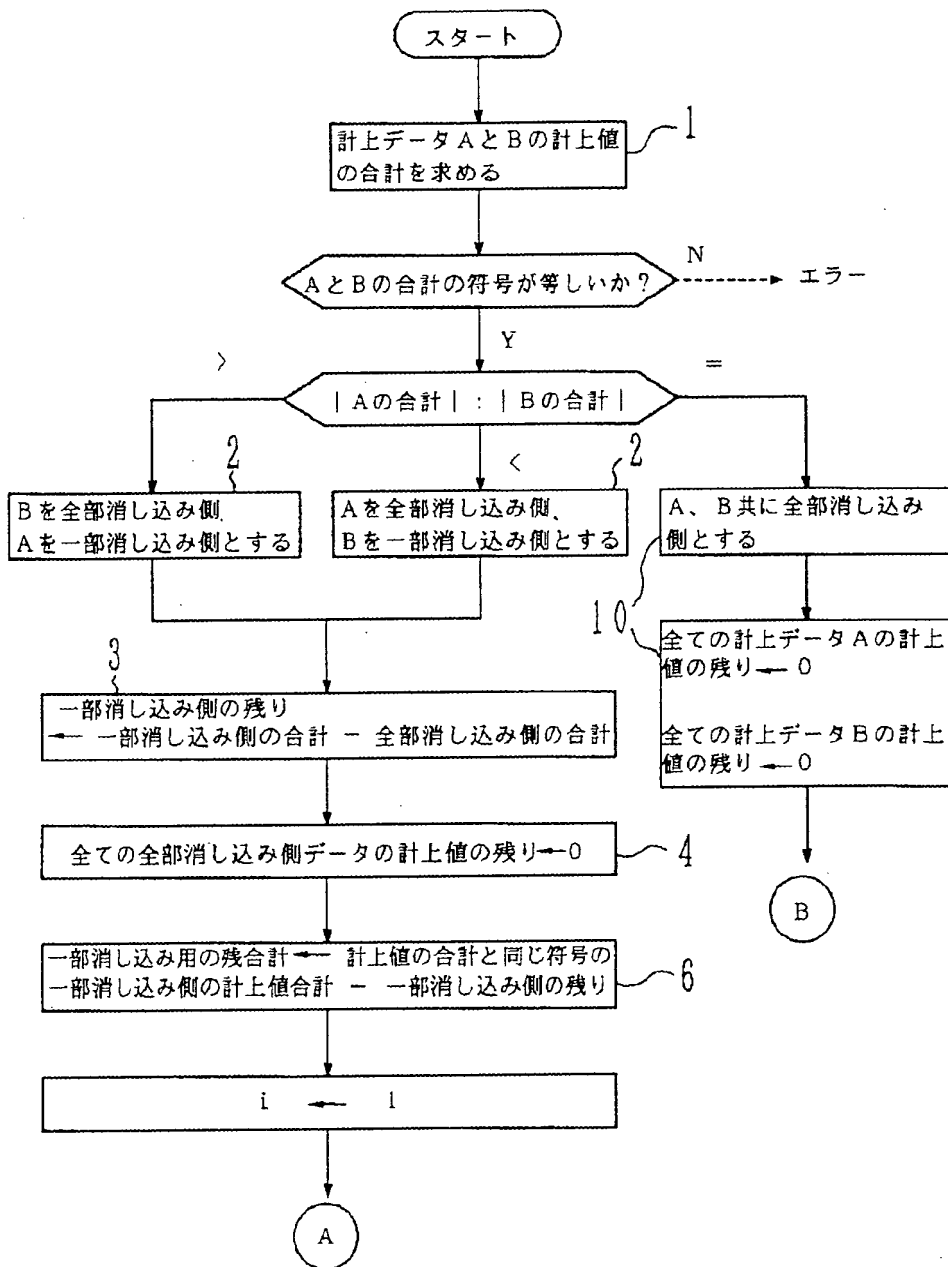 スタート
1
計上データAとBの計上値
の合計を求める
AとBの合計の符号が等しいか？
N
エラー
Y
>
|Aの合計|:|Bの合計|
=
2
<
2
Bを全部消し込み側、
Aを一部消し込み側とする
Aを全部消し込み側、
Bを一部消し込み側とする
A、B共に全部消し込み
側とする
10
全ての計上データAの計上
値の残り←0
全ての計上データBの計上
値の残り←0
3
一部消し込み側の残り
← 一部消し込み側の合計 － 全部消し込み側の合計
全ての全部消し込み側データの計上値の残り←0
4
B
一部消し込み用の残合計← 計上値の合計と同じ符号の
一部消し込み側の計上値合計 － 一部消し込み側の残り
6
i ← 1
A